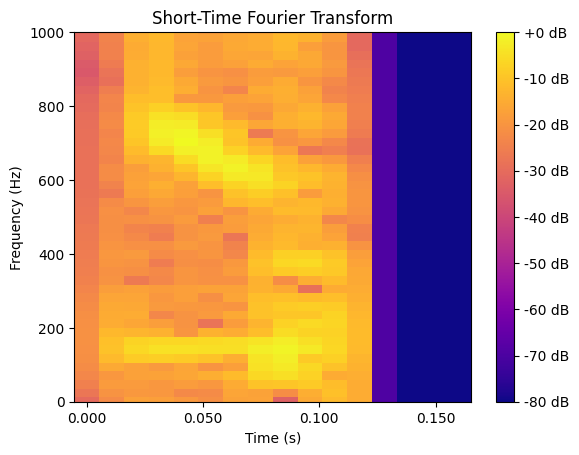 Short-Time Fourier Transform
1000
800
600
400
200
0
Frequency (Hz)
0.000
0.050
0.100
0.150
Time (s)
+0 dB
-10 dB
-20 dB
-30 dB
-40 dB
-50 dB
-60 dB
-70 dB
-80 dB